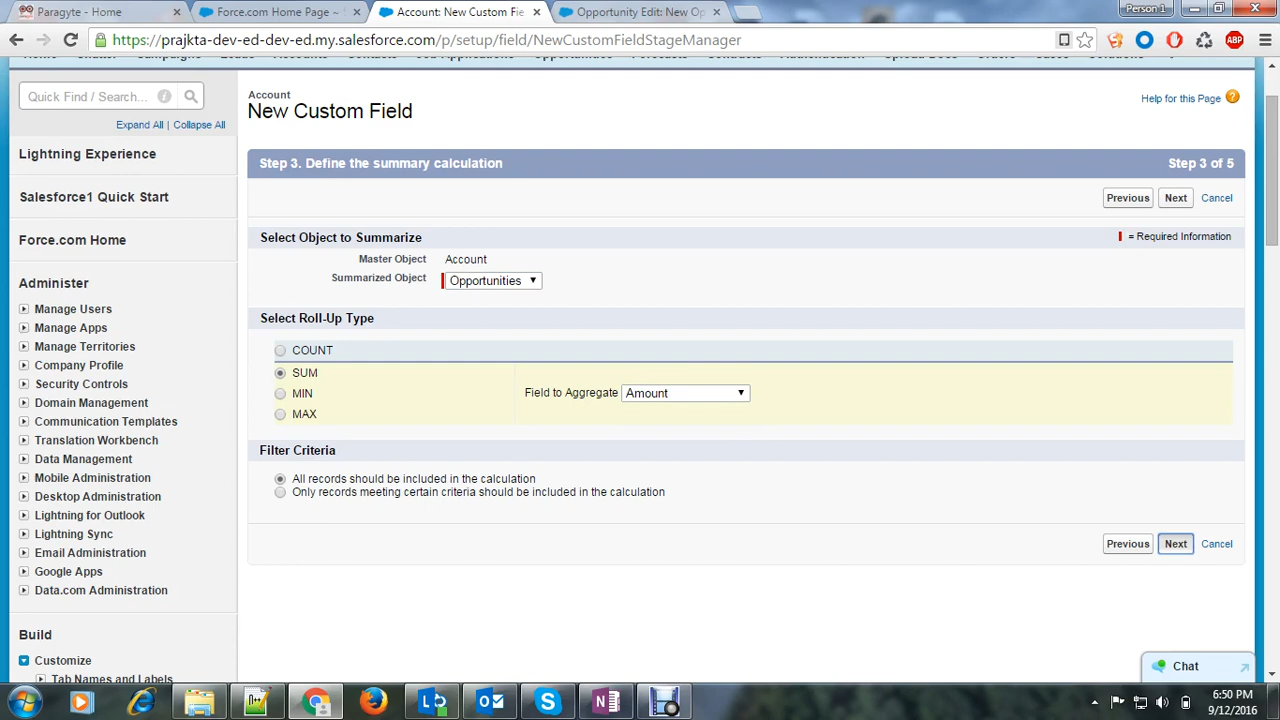 Paragyte - Home
Force.com Home Page ~ S
Account: New Custom Fie
Opportunity Edit: New Op
Person 1
https://prajkta-dev-ed-dev-ed.my.salesforce.com/p/setup/field/NewCustomFieldStageManager
ABP
Quick Find / Search...
Expand All | Collapse All
Lightning Experience
Salesforce1 Quick Start
Force.com Home
Administer
Manage Users
Manage Apps
Manage Territories
Company Profile
Security Controls
Domain Management
Communication Templates
Translation Workbench
Data Management
Mobile Administration
Desktop Administration
Lightning for Outlook
Lightning Sync
Email Administration
Google Apps
Data.com Administration
Build
Customize
Tab Names and Labels
Account
New Custom Field
Help for this Page
Step 3. Define the summary calculation
Step 3 of 5
Previous Next Cancel
Select Object to Summarize
= Required Information
Master Object Account
Summarized Object Opportunities
Select Roll-Up Type
COUNT
SUM
MIN
MAX
Field to Aggregate Amount
Filter Criteria
All records should be included in the calculation
Only records meeting certain criteria should be included in the calculation
Previous Next Cancel
Chat
6:50 PM
9/12/2016